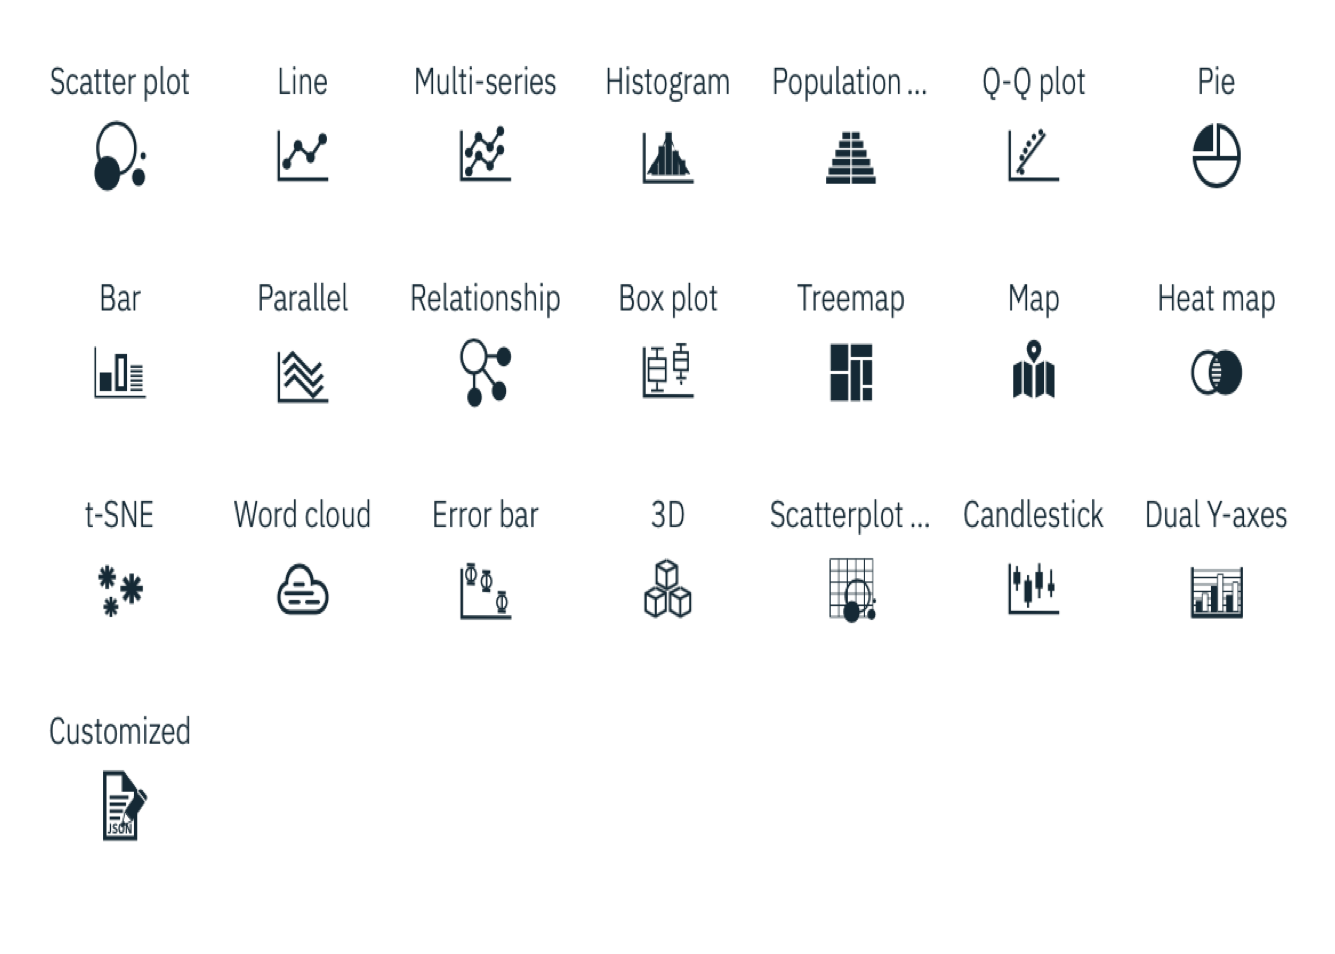 Scatter plot Line Multi-series Histogram Population ... Q-Q plot Pie
Bar Parallel Relationship Box plot Treemap Map Heat map
t-SNE Word cloud Error bar 3D Scatterplot ... Candlestick Dual Y-axes
Customized
JSON